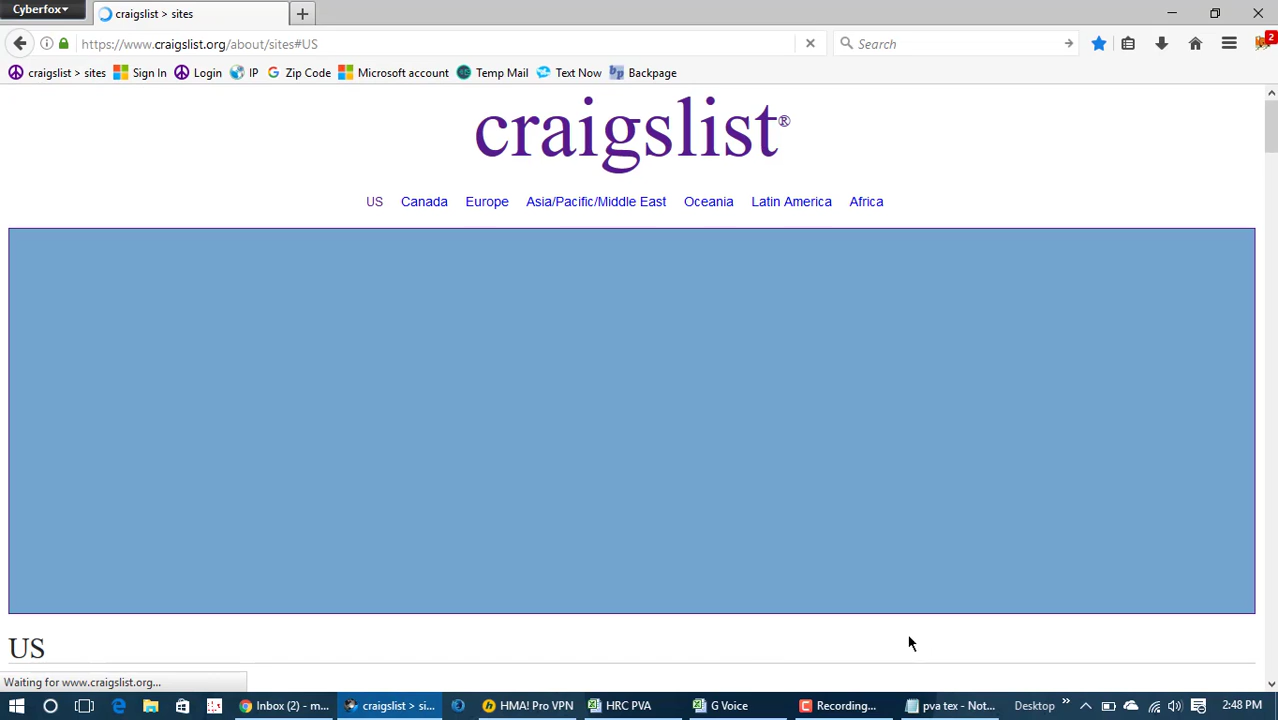 Cyberfox
craigslist > sites
https://www.craigslist.org/about/sites#US
Search
2
craigslist > sites Sign In Login IP Zip Code Microsoft account Temp Mail Text Now bp Backpage
craigslist®
US Canada Europe Asia/Pacific/Middle East Oceania Latin America Africa
US
Waiting for www.craigslist.org...
Inbox (2) - m... craigslist > si... HMA! Pro VPN HRC PVA G Voice Recording... pva tex - Not... Desktop 2:48 PM